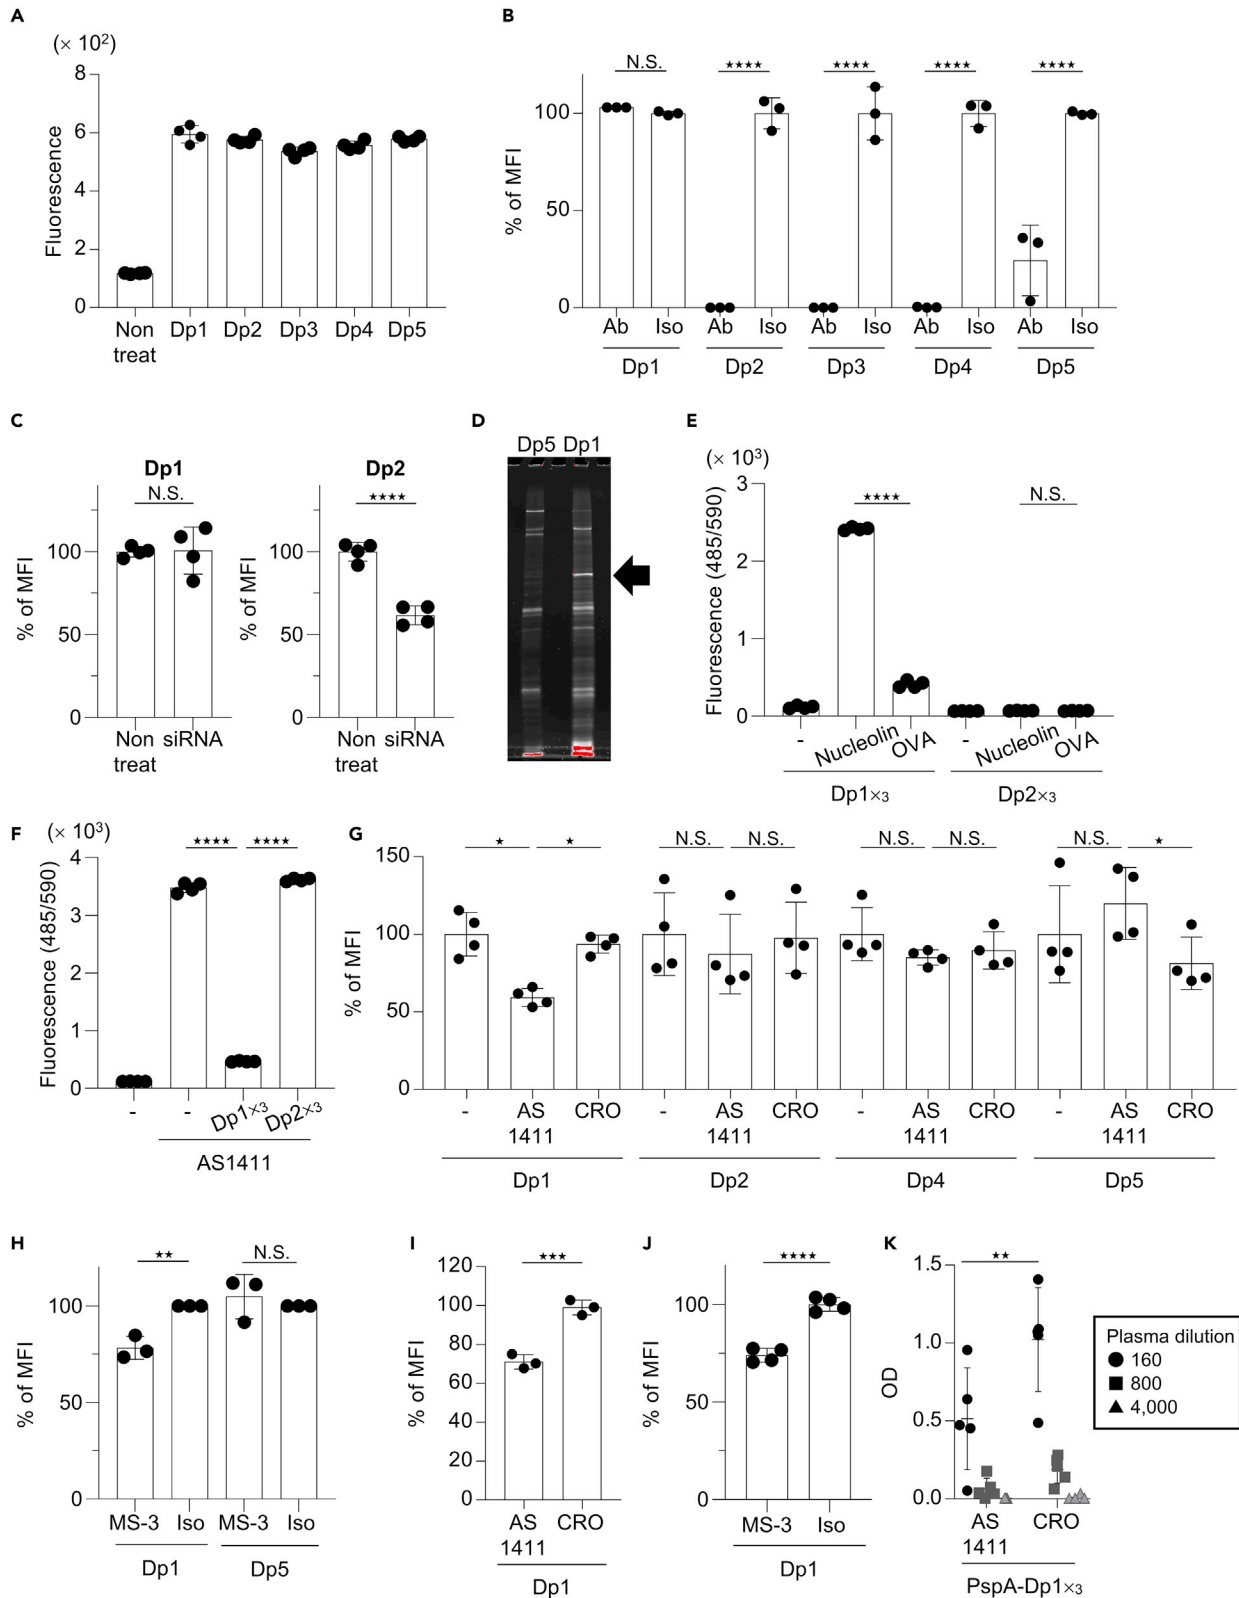 A
(× 10²)
Fluorescence
8
6
4
2
0
Non treat
Dp1
Dp2
Dp3
Dp4
Dp5
B
% of MFI
100
50
0
N.S.
★★★★
★★★★
★★★★
★★★★
Ab Iso Ab Iso Ab Iso Ab Iso Ab Iso
Dp1 Dp2 Dp3 Dp4 Dp5
C
Dp1
N.S.
% of MFI
100
50
0
Non treat
siRNA
Dp2
★★★★
% of MFI
100
50
0
Non treat
siRNA
D
Dp5 Dp1
E
(× 10³)
Fluorescence (485/590)
3
2
1
0
★★★★
N.S.
- Nucleolin OVA - Nucleolin OVA
Dp1×3 Dp2×3
F
(× 10³)
Fluorescence (485/590)
4
3
2
1
0
★★★★ ★★★★
- - Dp1×3 Dp2×3
AS1411
G
% of MFI
150
100
50
0
★ ★ N.S. N.S. N.S. N.S. N.S. ★
- AS 1411 CRO - AS 1411 CRO - AS 1411 CRO - AS 1411 CRO
Dp1 Dp2 Dp4 Dp5
H
% of MFI
100
50
0
★★ N.S.
MS-3 Iso MS-3 Iso
Dp1 Dp5
I
% of MFI
120
100
80
60
40
20
0
★★★
AS 1411 CRO
Dp1
J
% of MFI
100
50
0
★★★★
MS-3 Iso
Dp1
K
OD
1.5
1.0
0.5
0.0
★★
AS 1411 CRO
PspA-Dp1×3
Plasma dilution
160
800
4,000